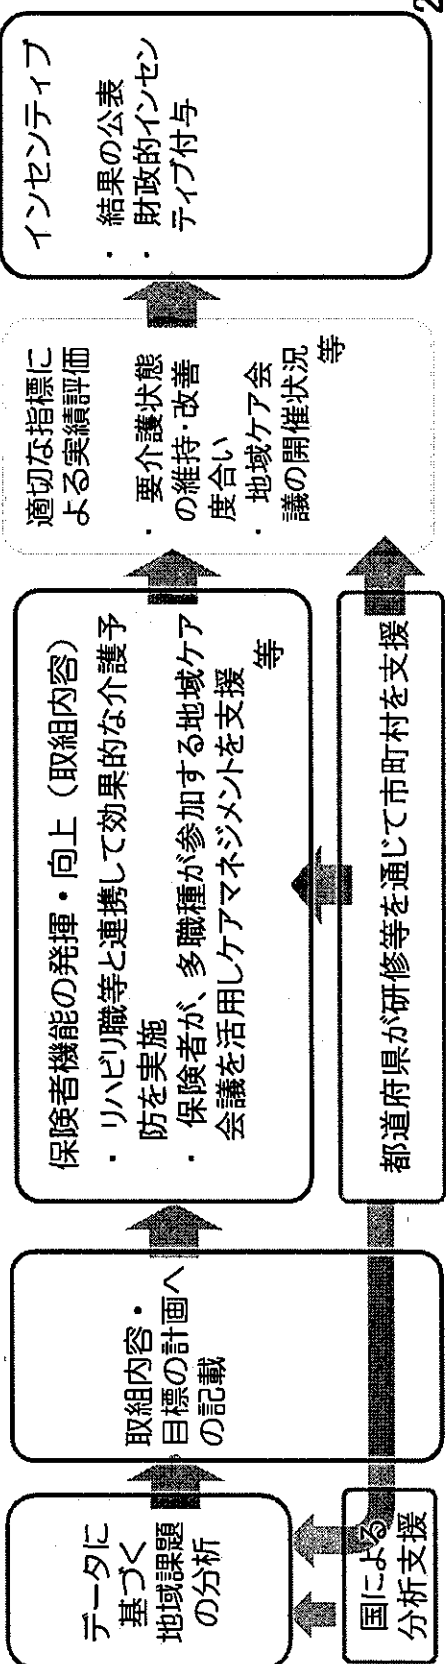 データに
基づく
地域課題
の分析
国による
分析支援
取組内容・
目標の計画へ
の記載
保険者機能の発揮・向上（取組内容）
・ リハビリ職等と連携して効果的な介護予
防を実施
・ 保険者が、多職種が参加する地域ケア
会議を活用しケアマネジメントを支援
等
都道府県が研修等を通じて市町村を支援
適切な指標に
よる実績評価
・ 要介護状態
の維持・改善
度合い
・ 地域ケア会
議の開催状況
等
インセンティブ
・ 結果の公表
・ 財政的インセン
ティブ付与
2